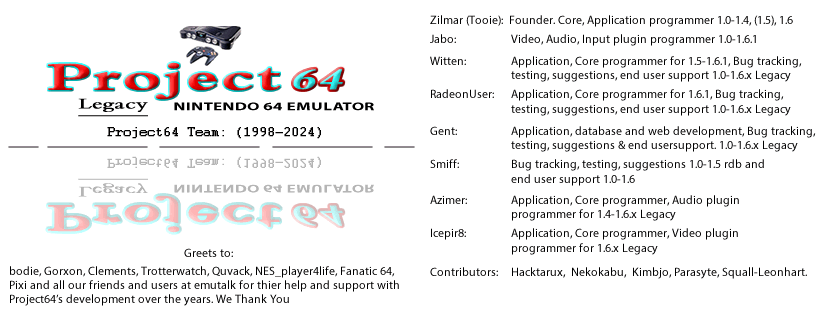 Project 64
Legacy NINTENDO 64 EMULATOR
Project64 Team: (1998-2024)
Project64 Team: (1998-2024)
Legacy NINTENDO 64 EMULATOR
Project 64
Greets to:
bodie, Gorxon, Clements, Trotterwatch, Quvack, NES_player4life, Fanatic 64,
Pixi and all our friends and users at emutalk for thier help and support with
Project64's development over the years. We Thank You
Zilmar (Tooie): Founder. Core, Application programmer 1.0-1.4, (1.5), 1.6
Jabo: Video, Audio, Input plugin programmer 1.0-1.6.1
Witten: Application, Core programmer for 1.5-1.6.1, Bug tracking,
testing, suggestions, end user support 1.0-1.6.x Legacy
RadeonUser: Application, Core programmer for 1.6.1, Bug tracking,
testing, suggestions, end user support 1.0-1.6.x Legacy
Gent: Application, database and web development, Bug tracking,
testing, suggestions & end usersupport. 1.0-1.6.x Legacy
Smiff: Bug tracking, testing, suggestions 1.0-1.5 rdb and
end user support 1.0-1.6
Azimer: Application, Core programmer, Audio plugin
programmer for 1.4-1.6.x Legacy
Icepir8: Application, Core programmer, Video plugin
programmer for 1.6.x Legacy
Contributors: Hacktarux, Nekokabu, Kimbjo, Parasyte, Squall-Leonhart.